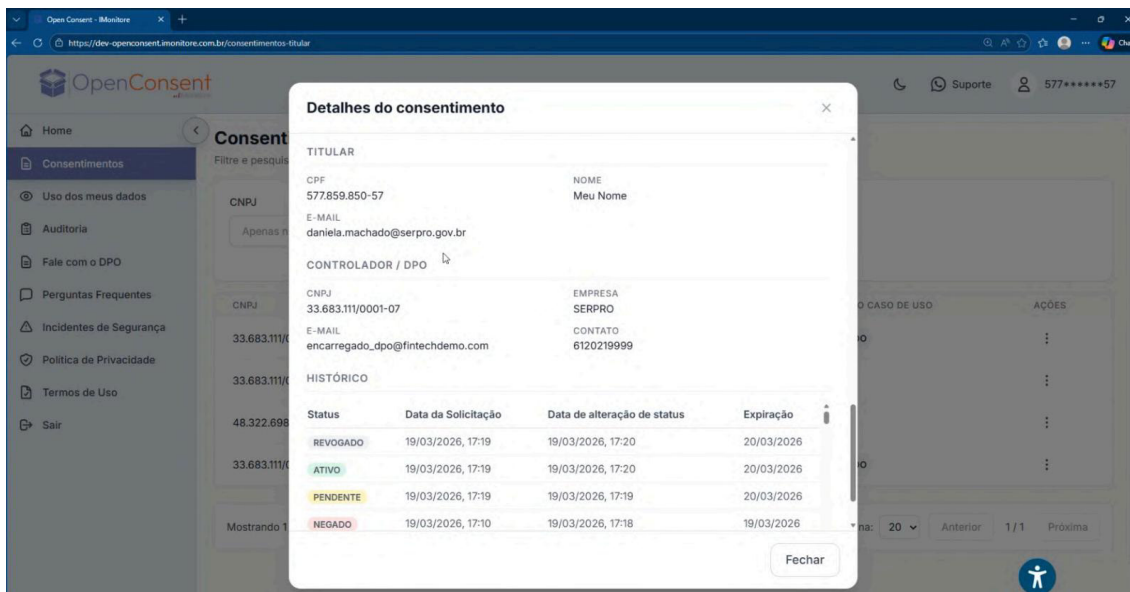 Open Consent - IMonitore
https://dev-openconsent.imonitore.com.br/consentimentos-titular
OpenConsent
Suporte
577******57
Home
Consentimentos
Uso dos meus dados
Auditoria
Fale com o DPO
Perguntas Frequentes
Incidentes de Segurança
Política de Privacidade
Termos de Uso
Sair
Consent
Filtre e pesquis
CNPJ
Apenas n
CNPJ
O CASO DE USO
AÇÕES
33.683.111/0
33.683.111/0
48.322.698
33.683.111/0
Mostrando 1
na: 20
Anterior
1 / 1
Próxima
Detalhes do consentimento
TITULAR
CPF NOME
577.859.850-57 Meu Nome
E-MAIL
daniela.machado@serpro.gov.br
CONTROLADOR / DPO
CNPJ EMPRESA
33.683.111/0001-07 SERPRO
E-MAIL CONTATO
encarregado_dpo@fintechdemo.com 6120219999
HISTÓRICO
Status Data da Solicitação Data de alteração de status Expiração
REVOGADO 19/03/2026, 17:19 19/03/2026, 17:20 20/03/2026
ATIVO 19/03/2026, 17:19 19/03/2026, 17:20 20/03/2026
PENDENTE 19/03/2026, 17:19 19/03/2026, 17:19 20/03/2026
NEGADO 19/03/2026, 17:10 19/03/2026, 17:18 19/03/2026
Fechar